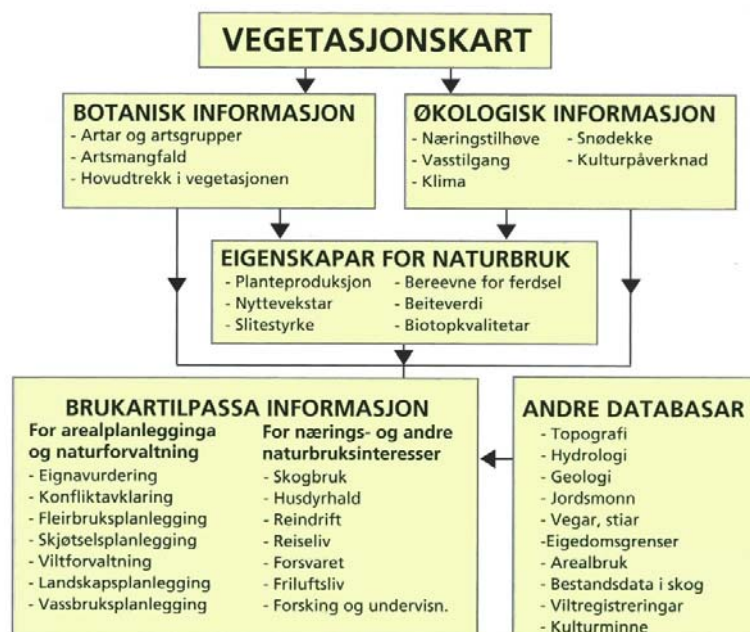 VEGETASJONSKART
BOTANISK INFORMASJON
- Artar og artsgrupper
- Artsmangfald
- Hovudtrekk i vegetasjonen
ØKOLOGISK INFORMASJON
- Næringstilhøve
- Vasstilgang
- Klima
- Snødekke
- Kulturpåverknad
EIGENSKAPAR FOR NATURBRUK
- Planteproduksjon
- Nyttevekstar
- Slitestyrke
- Bereevne for ferdsel
- Beiteverdi
- Biotopkvalitetar
BRUKARTILPASSA INFORMASJON
For arealplanlegginga
og naturforvaltning
- Eignavurdering
- Konfliktavklaring
- Fleirbruksplanlegging
- Skjøtselsplanlegging
- Viltforvaltning
- Landskapsplanlegging
- Vassbruksplanlegging
For nærings- og andre
naturbruksinteresser
- Skogbruk
- Husdyrhald
- Reindrift
- Reiseliv
- Forsvaret
- Friluftsliv
- Forsking og undervisn.
ANDRE DATABASAR
- Topografi
- Hydrologi
- Geologi
- Jordsmonn
- Vegar, stiar
-Eigedomsgrenser
- Arealbruk
- Bestandsdata i skog
- Viltregistreringar
- Kulturminne